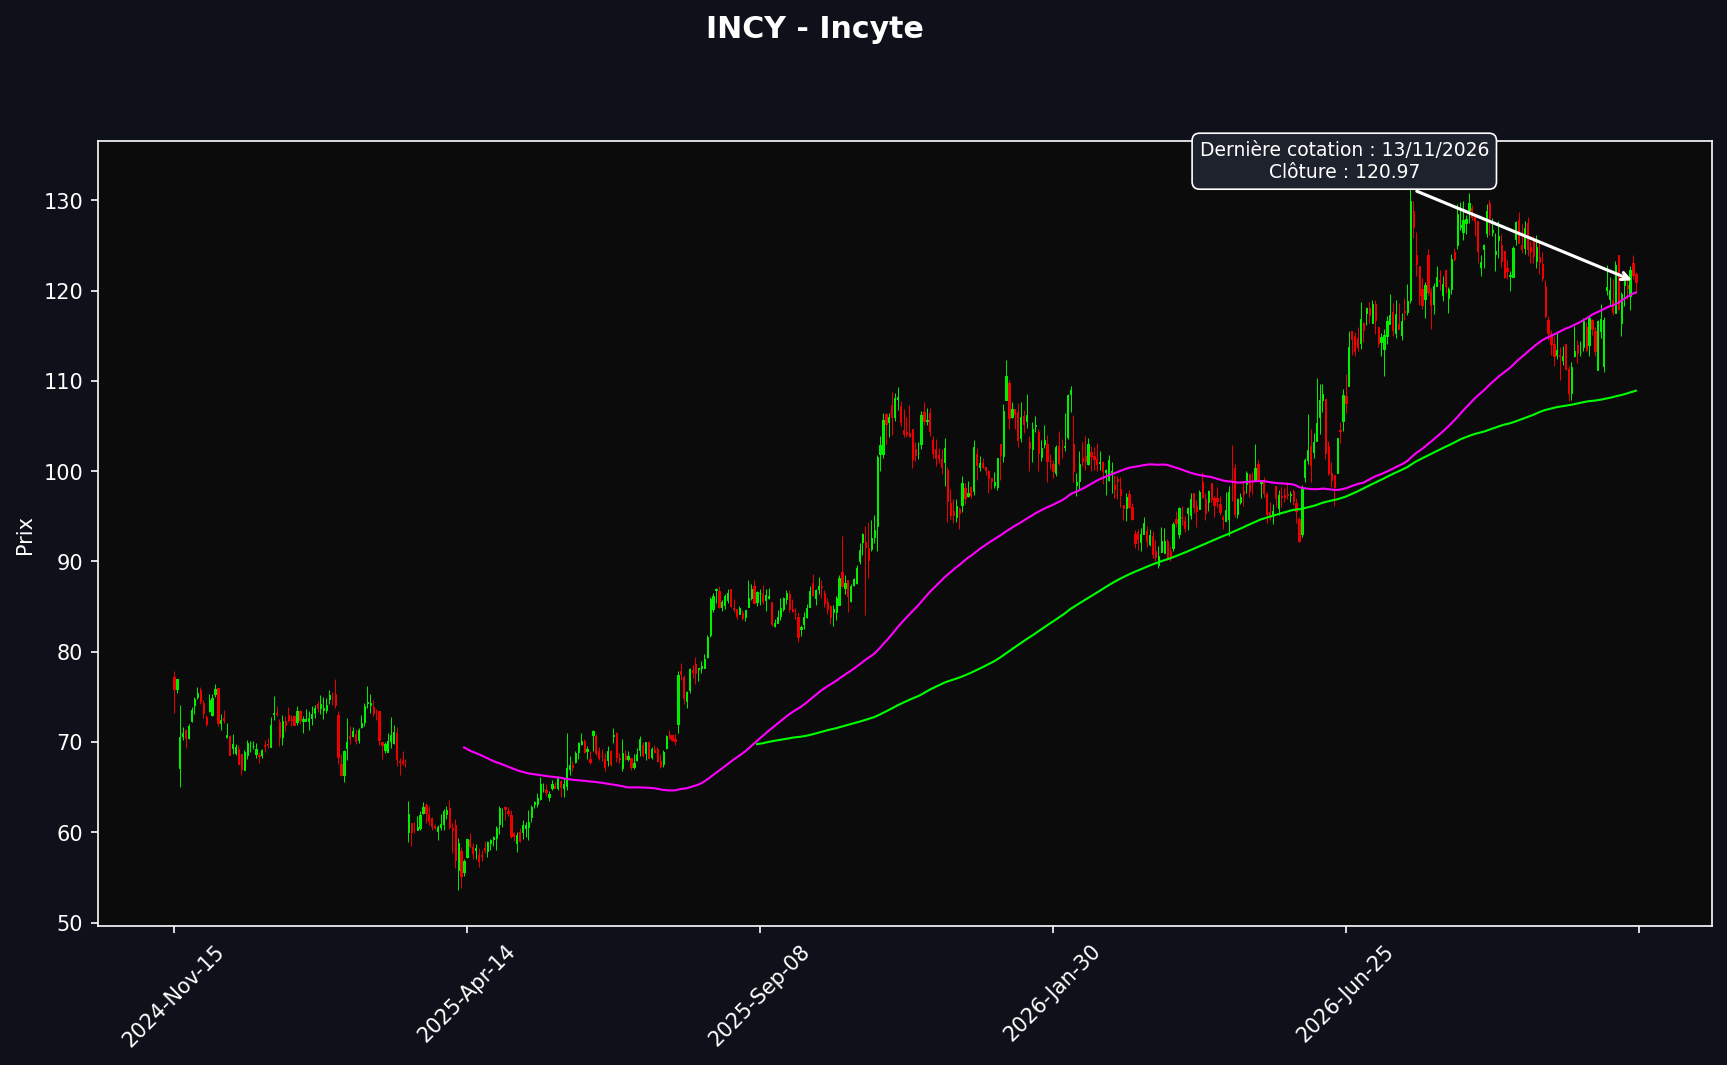 INCY - Incyte
Dernière cotation : 13/11/2026
Clôture : 120.97
130
120
110
100
90
80
70
60
50
Prix
2024-Nov-15
2025-Apr-14
2025-Sep-08
2026-Jan-30
2026-Jun-25